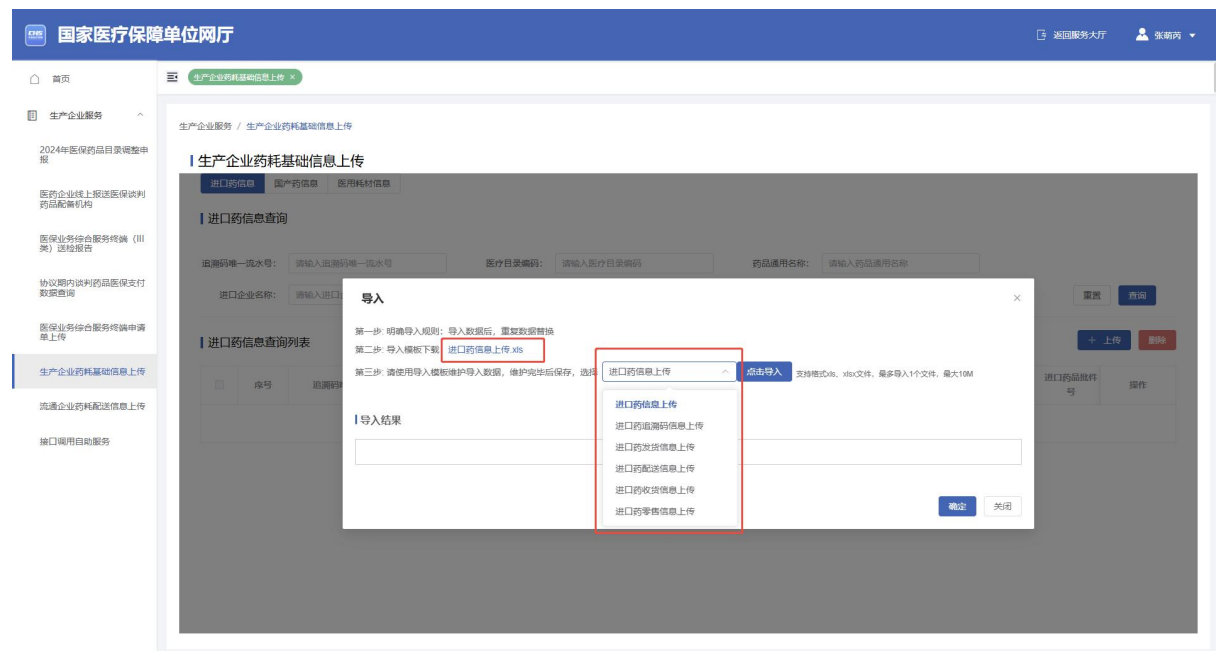 CHS
国家医疗保障单位网厅
返回服务大厅
张萌芮
首页
生产企业药耗基础信息上传 ×
生产企业服务
2024年医保药品目录调整申报
医药企业线上报送医保谈判药品配备机构
医保业务综合服务终端（III类）送检报告
协议期内谈判药品医保支付数据查询
医保业务综合服务终端申请单上传
生产企业药耗基础信息上传
流通企业药耗配送信息上传
接口调用自助服务
生产企业服务 / 生产企业药耗基础信息上传
生产企业药耗基础信息上传
进口药信息 国产药信息 医用耗材信息
进口药信息查询
追溯码唯一流水号： 请输入追溯码唯一流水号 医疗目录编码： 请输入医疗目录编码 药品通用名称： 请输入药品通用名称
进口企业名称： 请输入进口 重置 查询
进口药信息查询列表 + 上传 删除
序号 追溯码 进口药品批件号 操作
导入 ×
第一步: 明确导入规则：导入数据后，重复数据替换
第二步: 导入模板下载 进口药信息上传.xls
第三步: 请使用导入模板维护导入数据，维护完毕后保存，选择 进口药信息上传 点击导入 支持格式xls、xlsx文件，最多导入1个文件，最大10M
进口药信息上传
进口药追溯码信息上传
进口药发货信息上传
进口药配送信息上传
进口药收货信息上传
进口药零售信息上传
导入结果
确定 关闭